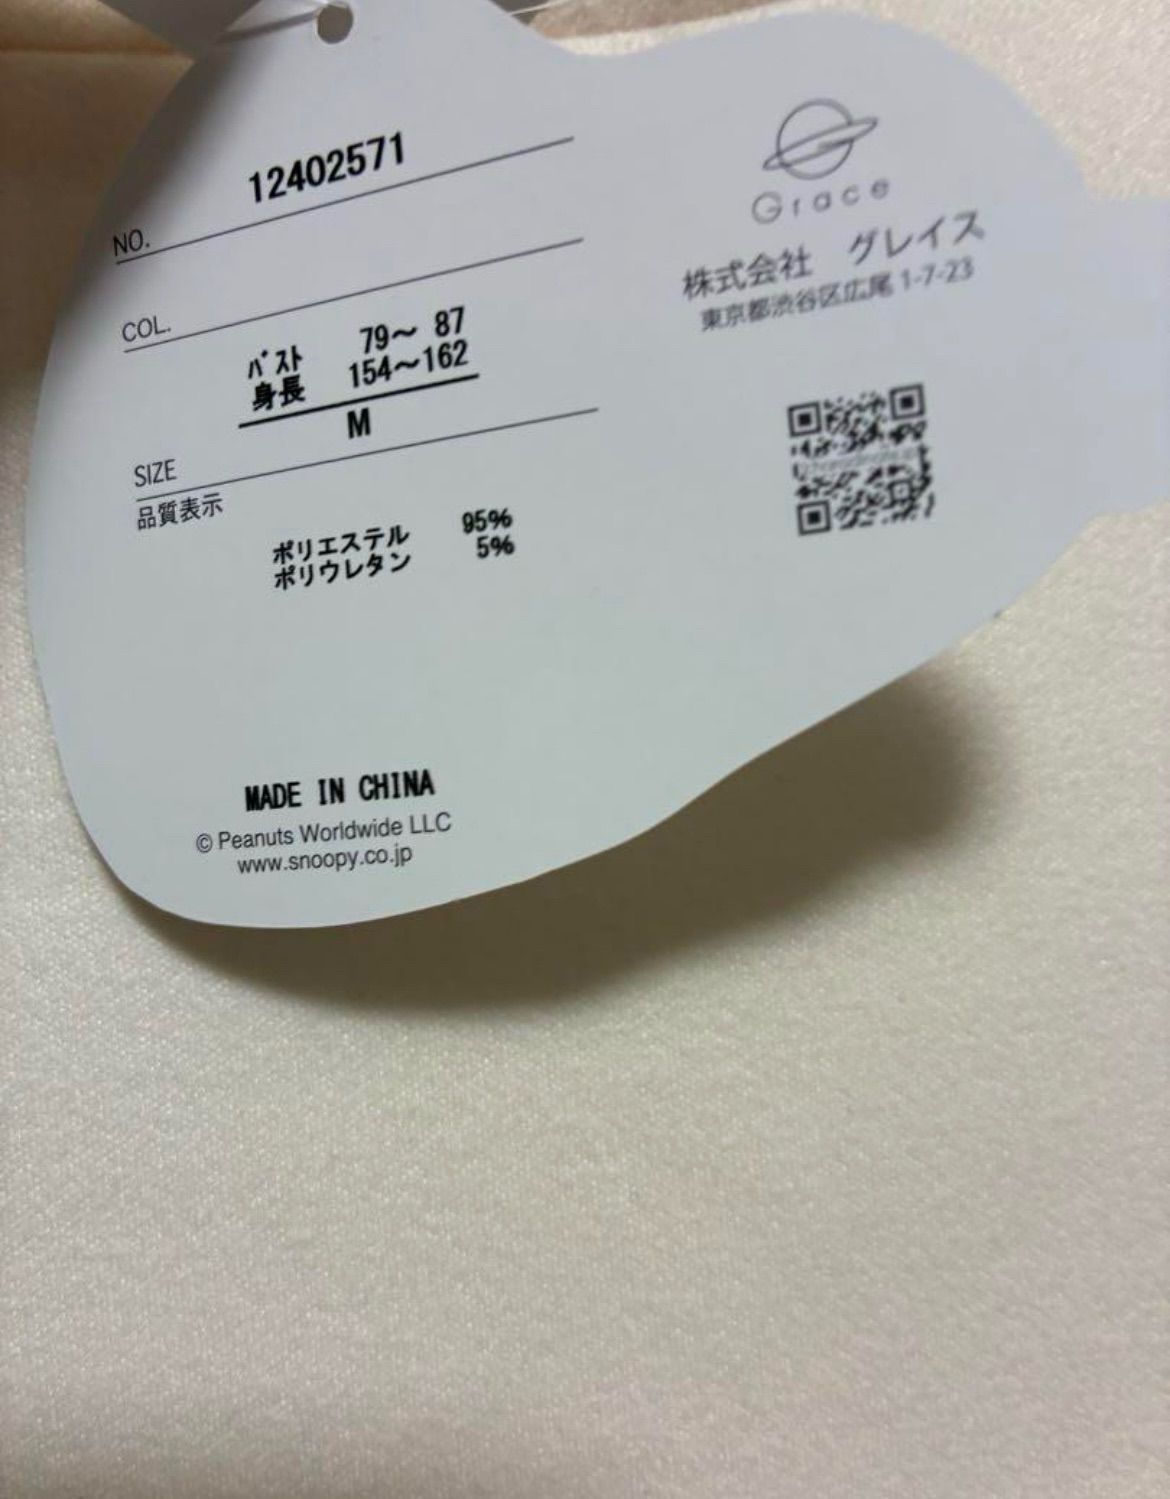 NO. 12402571
COL.
バスト 79～ 87
身長 154～162
M
SIZE
品質表示
ポリエステル 95%
ポリウレタン 5%
MADE IN CHINA
© Peanuts Worldwide LLC
www.snoopy.co.jp
Grace
株式会社 グレイス
東京都渋谷区広尾 1-7-23